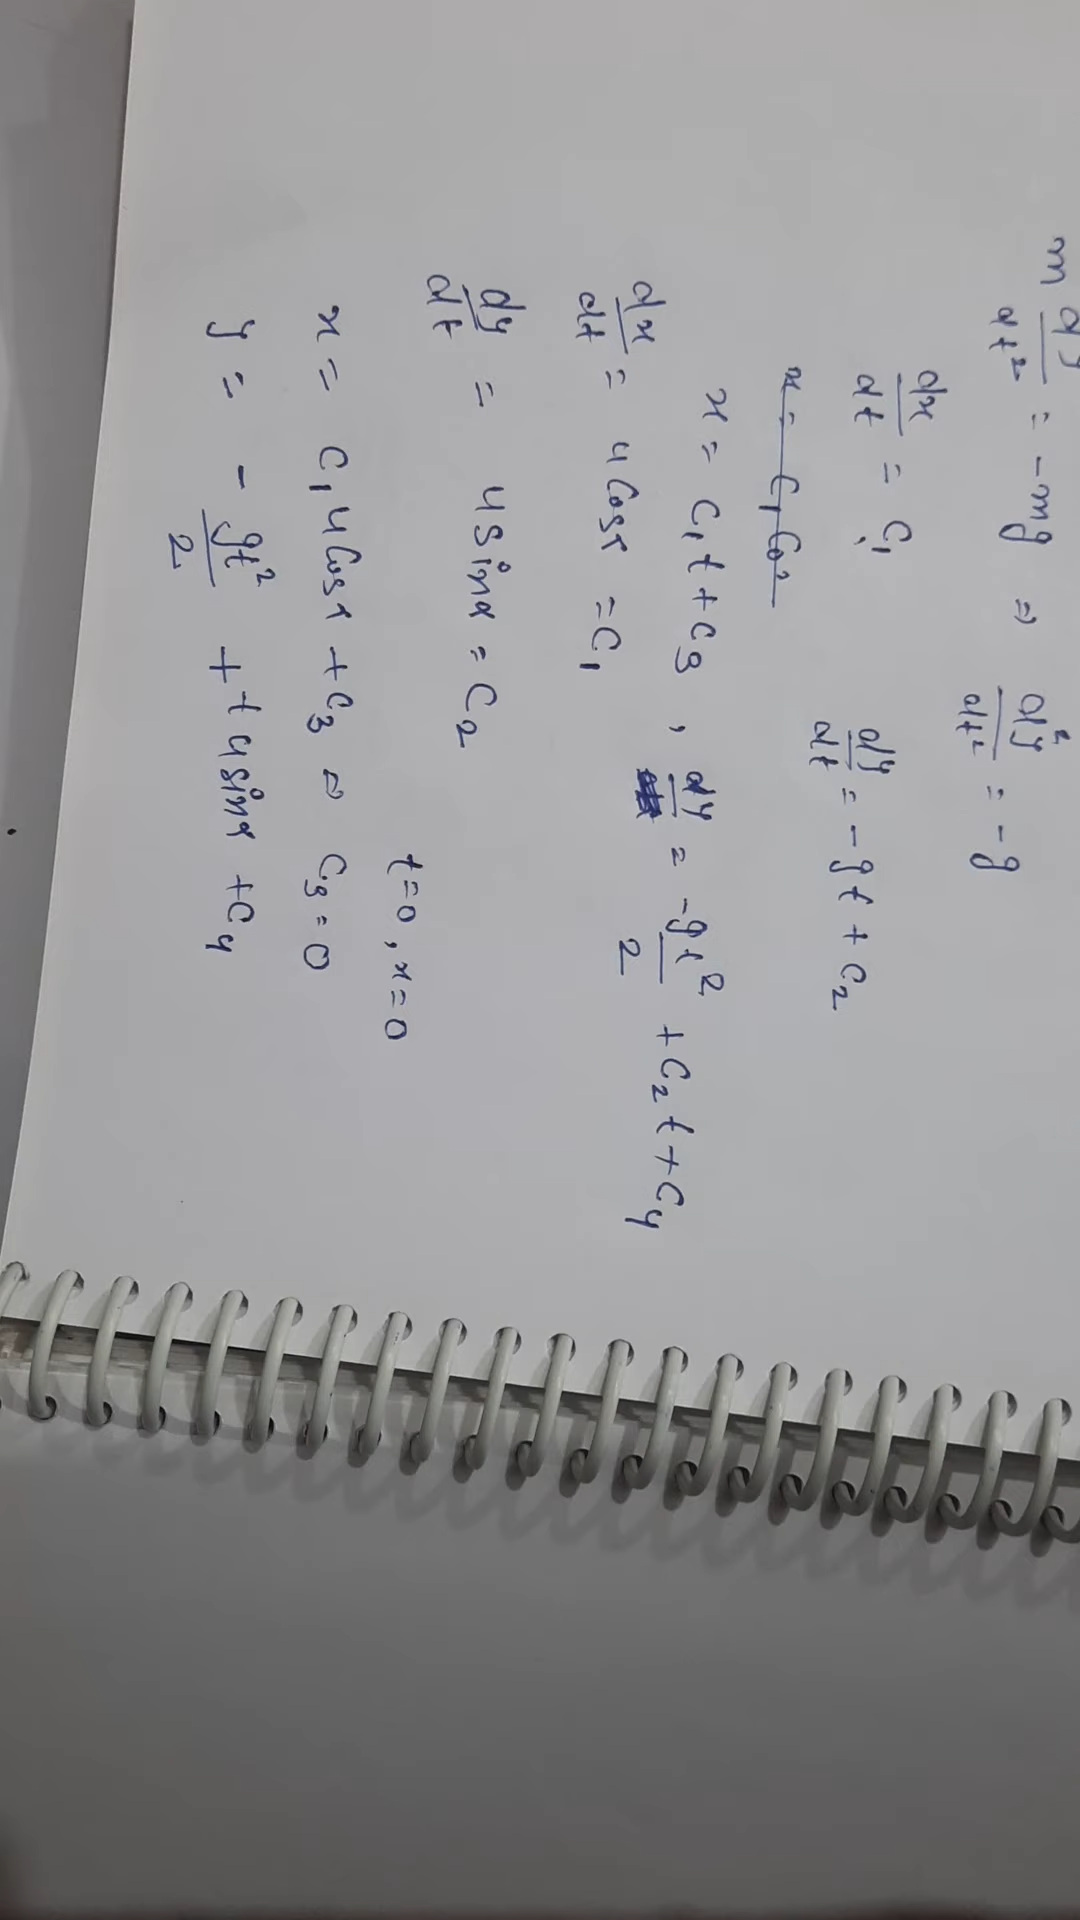 m d²y/dt² = -mg ⇒ d²y/dt² = -g
dx/dt = C₁ dy/dt = -gt + C₂
x = C₁t + C₃ , dy = -gt²/2 + C₂t + C₄
dx/dt = u Cosα = C₁
dy/dt = u sinα = C₂
t=0, x=0
x = C₁ u Cosα + C₃ ⇒ C₃ = 0
y = - gt²/2 + t u sinα + C₄